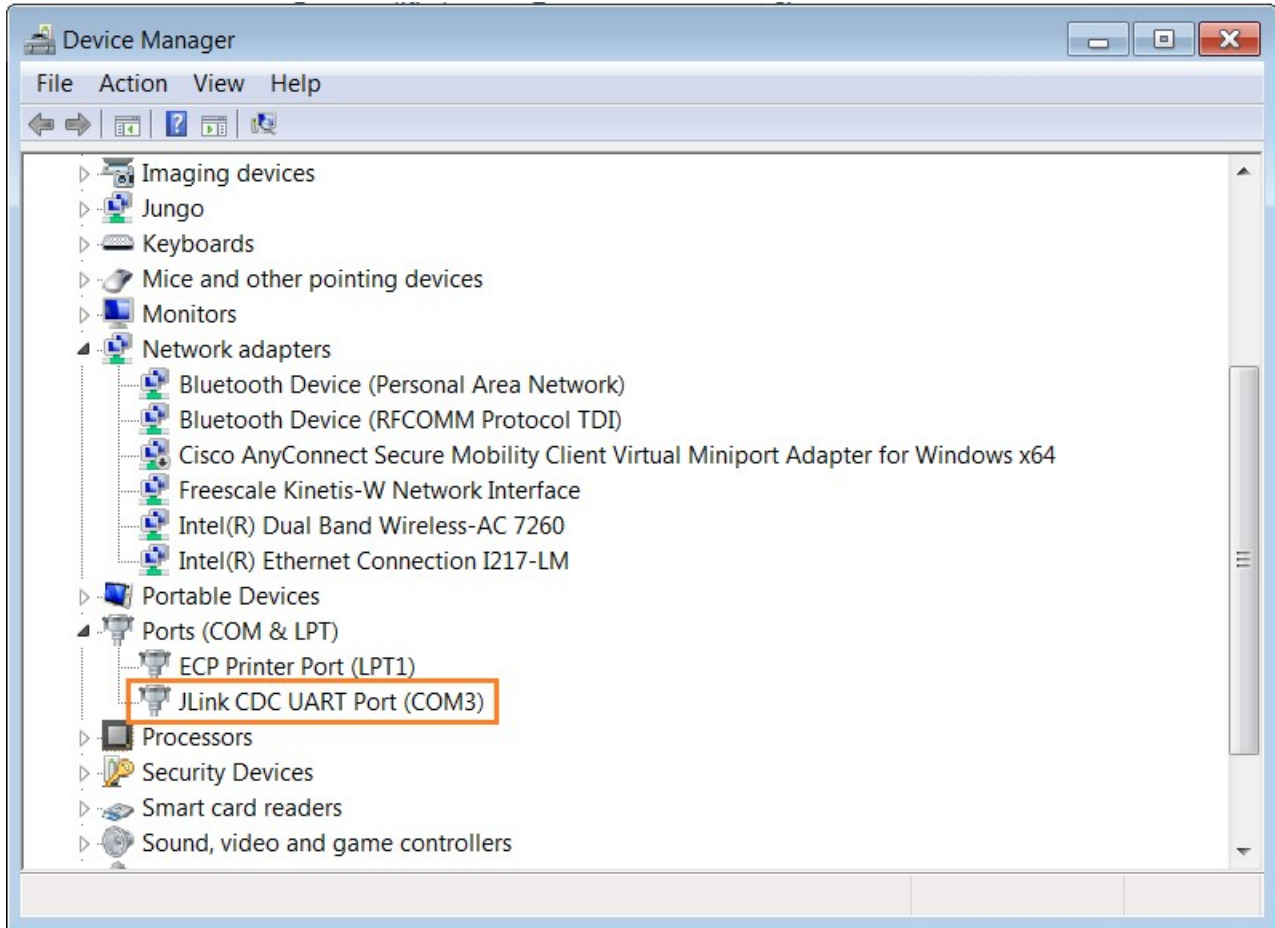 Device Manager
File Action View Help
Imaging devices
Jungo
Keyboards
Mice and other pointing devices
Monitors
Network adapters
Bluetooth Device (Personal Area Network)
Bluetooth Device (RFCOMM Protocol TDI)
Cisco AnyConnect Secure Mobility Client Virtual Miniport Adapter for Windows x64
Freescale Kinetis-W Network Interface
Intel(R) Dual Band Wireless-AC 7260
Intel(R) Ethernet Connection I217-LM
Portable Devices
Ports (COM & LPT)
ECP Printer Port (LPT1)
JLink CDC UART Port (COM3)
Processors
Security Devices
Smart card readers
Sound, video and game controllers